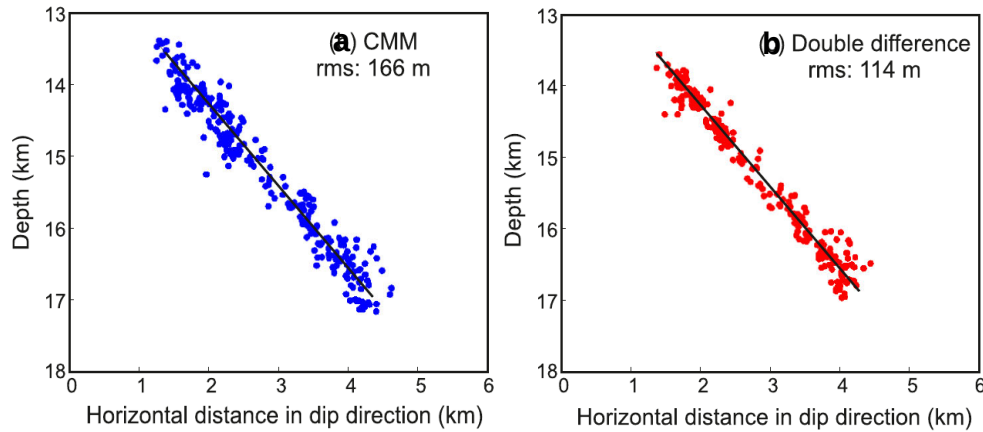 (a) CMM
rms: 166 m
13
14
15
16
17
18
Depth (km)
0 1 2 3 4 5 6
Horizontal distance in dip direction (km)
(b) Double difference
rms: 114 m
13
14
15
16
17
18
Depth (km)
0 1 2 3 4 5 6
Horizontal distance in dip direction (km)